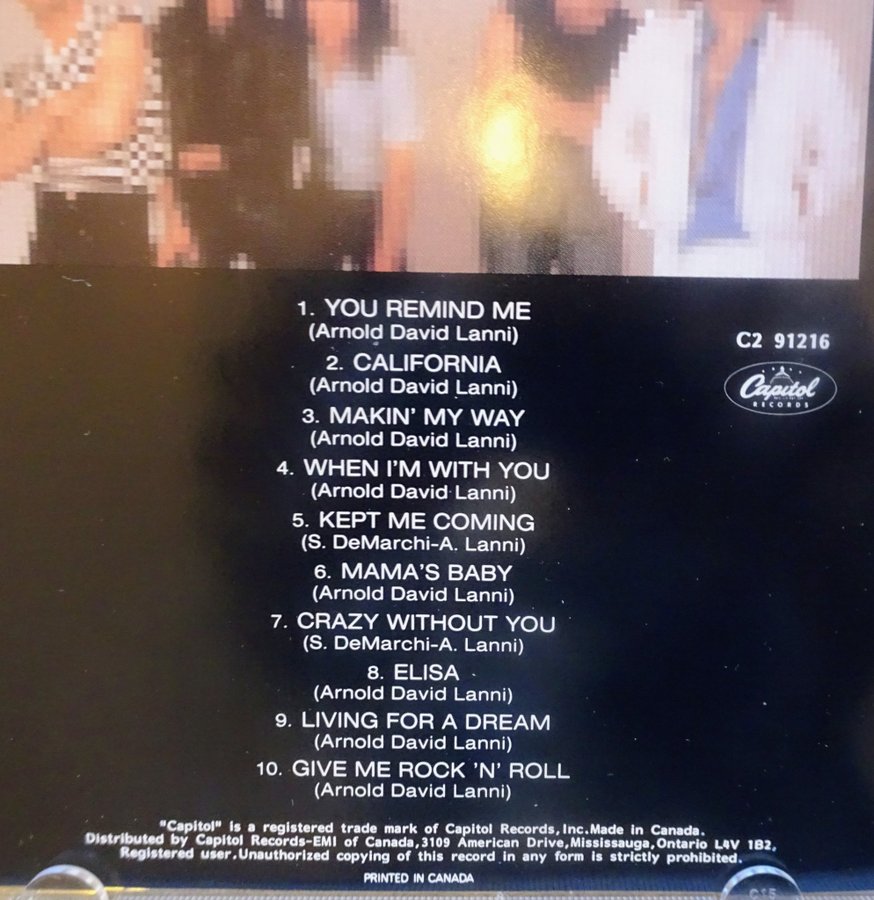 1. YOU REMIND ME
(Arnold David Lanni)
2. CALIFORNIA
(Arnold David Lanni)
3. MAKIN' MY WAY
(Arnold David Lanni)
4. WHEN I'M WITH YOU
(Arnold David Lanni)
5. KEPT ME COMING
(S. DeMarchi-A. Lanni)
6. MAMA'S BABY
(Arnold David Lanni)
7. CRAZY WITHOUT YOU
(S. DeMarchi-A. Lanni)
8. ELISA
(Arnold David Lanni)
9. LIVING FOR A DREAM
(Arnold David Lanni)
10. GIVE ME ROCK 'N' ROLL
(Arnold David Lanni)
C2 91216
Capitol
RECORDS
"Capitol" is a registered trade mark of Capitol Records, Inc. Made in Canada.
Distributed by Capitol Records-EMI of Canada, 3109 American Drive, Mississauga, Ontario L4V 1B2.
Registered user. Unauthorized copying of this record in any form is strictly prohibited.
PRINTED IN CANADA